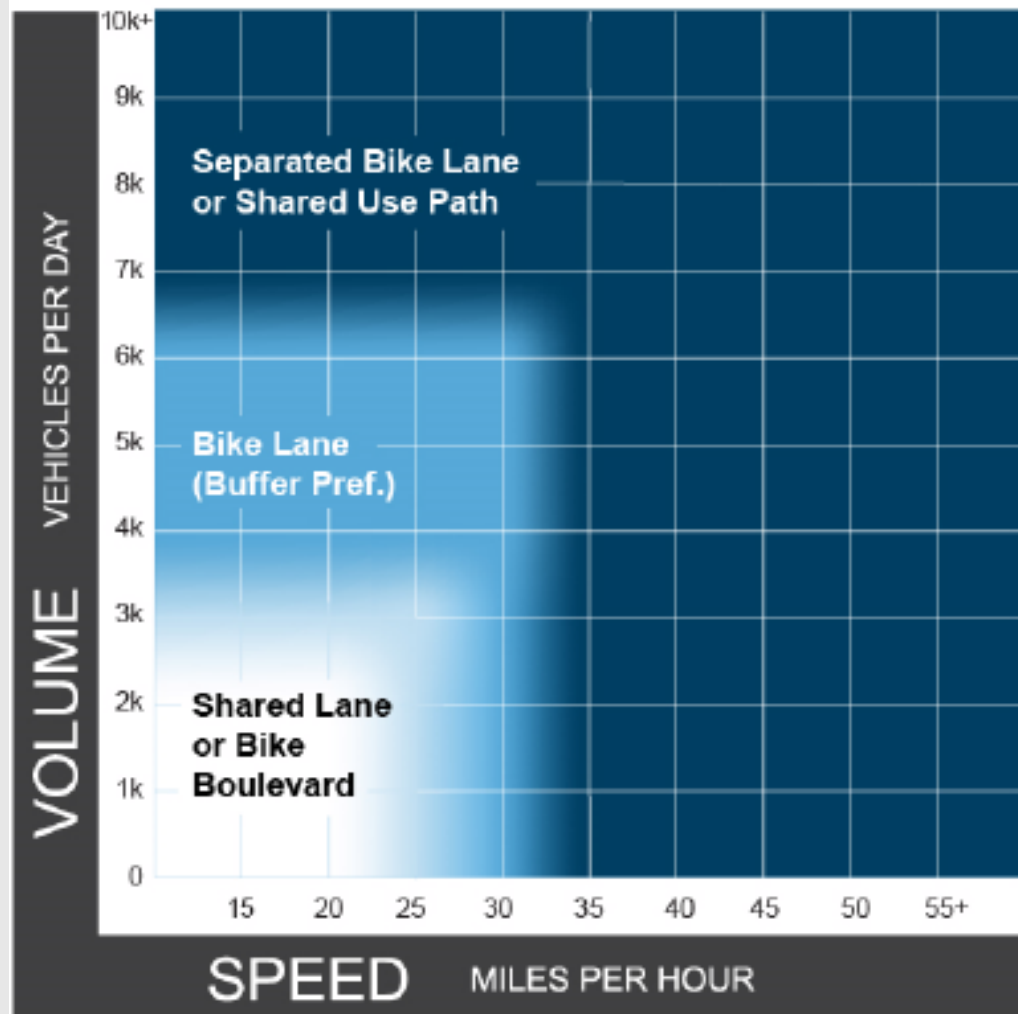 10k+
9k
8k
7k
6k
5k
4k
3k
2k
1k
0
VOLUME VEHICLES PER DAY
Separated Bike Lane
or Shared Use Path
Bike Lane
(Buffer Pref.)
Shared Lane
or Bike
Boulevard
15 20 25 30 35 40 45 50 55+
SPEED MILES PER HOUR